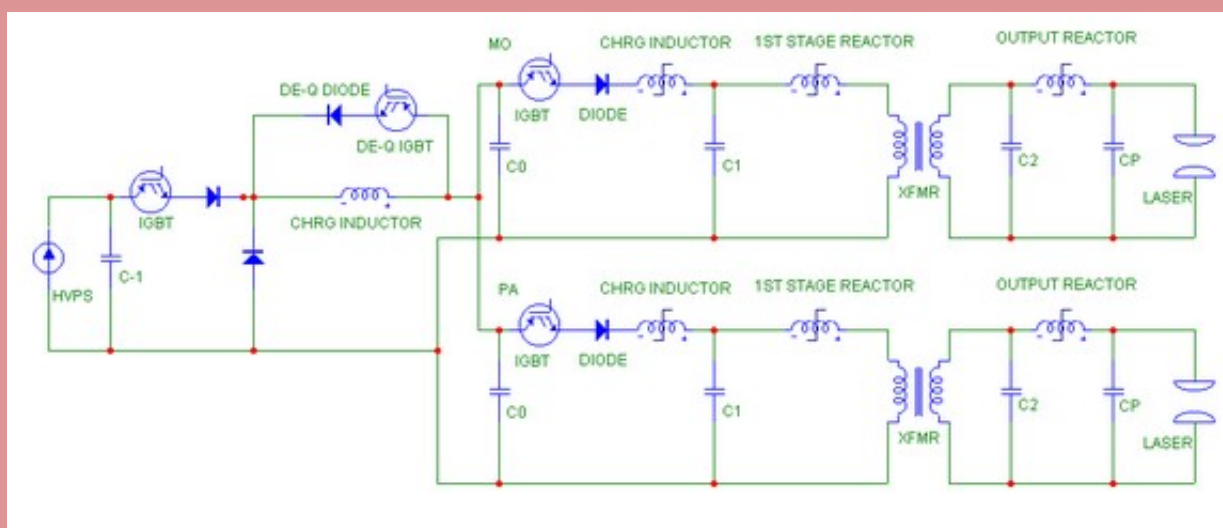 MO
CHRG INDUCTOR
1ST STAGE REACTOR
OUTPUT REACTOR
DE-Q DIODE
IGBT
DIODE
DE-Q IGBT
C0
C1
C2
CP
XFMR
LASER
IGBT
CHRG INDUCTOR
C-1
HVPS
PA
CHRG INDUCTOR
1ST STAGE REACTOR
OUTPUT REACTOR
IGBT
DIODE
C0
C1
C2
CP
XFMR
LASER